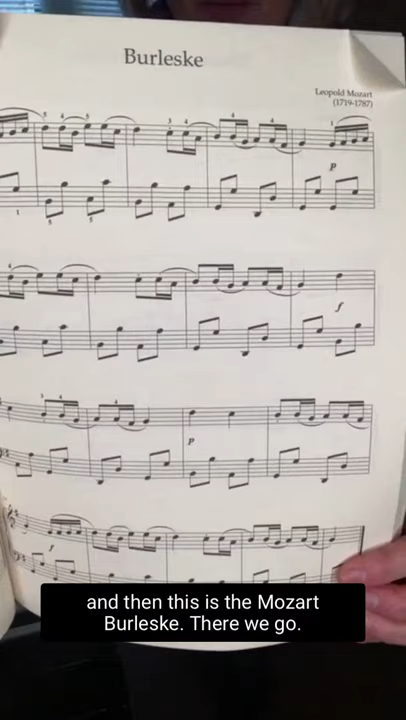 Burleske
Leopold Mozart
(1719-1787)
p
f
p
f
and then this is the Mozart
Burleske. There we go.